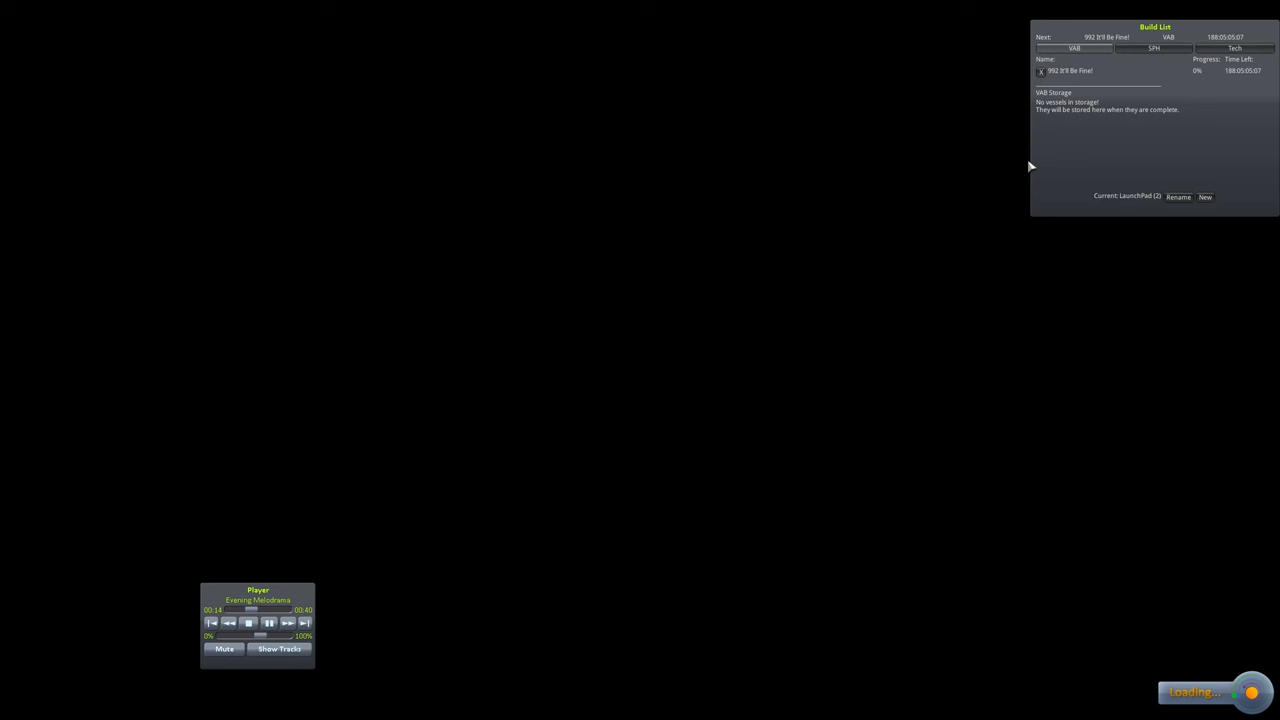 Build List
Next: 992 It'll Be Fine! VAB 188:05:05:07
VAB SPH Tech
Name: Progress: Time Left:
X 992 It'll Be Fine! 0% 188:05:05:07
VAB Storage
No vessels in storage!
They will be stored here when they are complete.
Current: LaunchPad (2) Rename New
Player
Evening Melodrama
00:14 00:40
0% 100%
Mute Show Tracks
Loading...